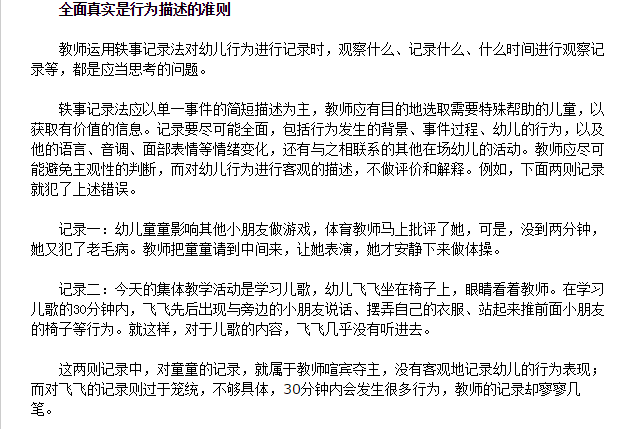 全面真实是行为描述的准则
教师运用轶事记录法对幼儿行为进行记录时，观察什么、记录什么、什么时间进行观察记
录等，都是应当思考的问题。
轶事记录法应以单一事件的简短描述为主，教师应有目的地选取需要特殊帮助的儿童，以
获取有价值的信息。记录要尽可能全面，包括行为发生的背景、事件过程、幼儿的行为，以及
他的语言、音调、面部表情等情绪变化，还有与之相联系的其他在场幼儿的活动。教师应尽可
能避免主观性的判断，而对幼儿行为进行客观的描述，不做评价和解释。例如，下面两则记录
就犯了上述错误。
记录一：幼儿童童影响其他小朋友做游戏，体育教师马上批评了她，可是，没到两分钟，
她又犯了老毛病。教师把童童请到中间来，让她表演，她才安静下来做体操。
记录二：今天的集体教学活动是学习儿歌，幼儿飞飞坐在椅子上，眼睛看着教师。在学习
儿歌的30分钟内，飞飞先后出现与旁边的小朋友说话、摆弄自己的衣服、站起来推前面小朋友
的椅子等行为。就这样，对于儿歌的内容，飞飞几乎没有听进去。
这两则记录中，对童童的记录，就属于教师喧宾夺主，没有客观地记录幼儿的行为表现；
而对飞飞的记录则过于笼统，不够具体，30分钟内会发生很多行为，教师的记录却寥寥几
笔。